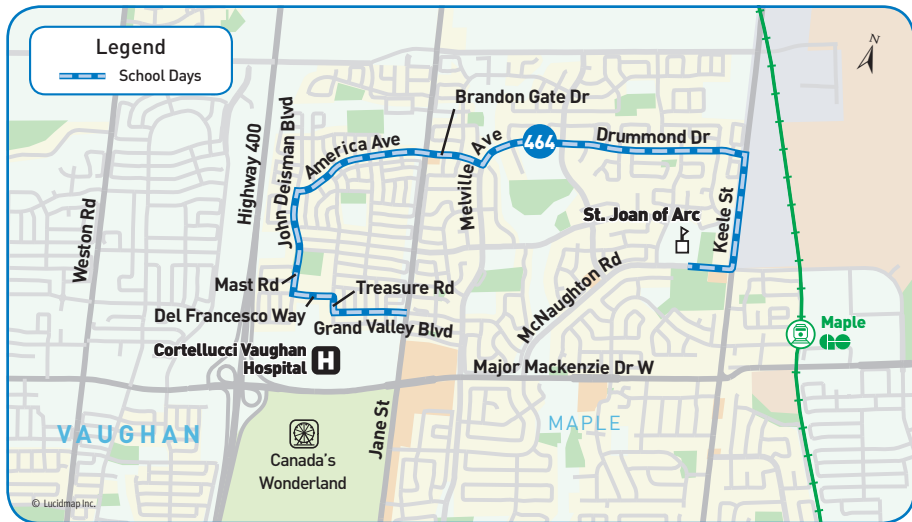 Legend
School Days
N
Brandon Gate Dr
America Ave
Melville Ave
464
Drummond Dr
Highway 400
John Deisman Blvd
Weston Rd
St. Joan of Arc
Keele St
Mast Rd
Treasure Rd
McNaughton Rd
Del Francesco Way
Grand Valley Blvd
Maple
GO
Cortellucci Vaughan
Hospital
H
Major Mackenzie Dr W
Jane St
VAUGHAN
MAPLE
Canada's
Wonderland
© Lucidmap Inc.